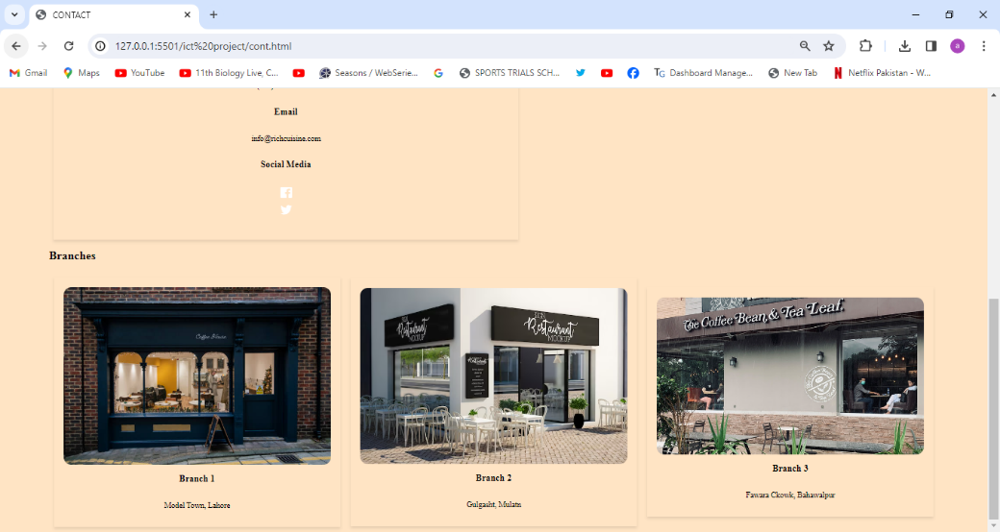 CONTACT
127.0.0.1:5501/ict%20project/cont.html
a
Gmail
Maps
YouTube
11th Biology Live, C...
Seasons / WebSerie...
SPORTS TRIALS SCH...
TG Dashboard Manage...
New Tab
Netflix Pakistan - W...
Email
info@richcuisine.com
Social Media
Branches
Coffee House
Restaurant
MOCKUP
Restaurant
MOCKUP
The Coffee Bean & Tea Leaf.
Branch 1
Model Town, Lahore
Branch 2
Gulgasht, Mulatn
Branch 3
Fawara Ckowk, Bahawalpur